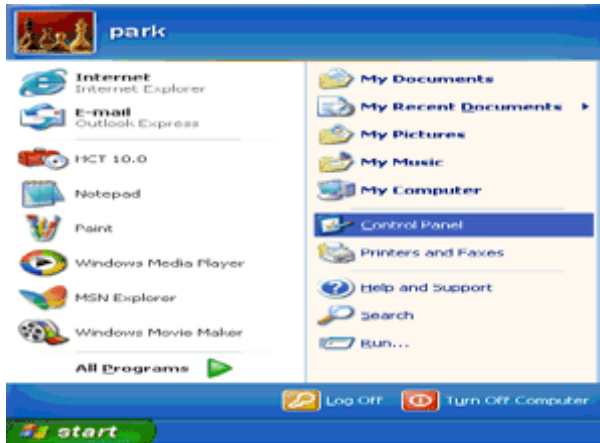 park
Internet
Internet Explorer
E-mail
Outlook Express
HCT 10.0
Notepad
Paint
Windows Media Player
MSN Explorer
Windows Movie Maker
All Programs
My Documents
My Recent Documents
My Pictures
My Music
My Computer
Control Panel
Printers and Faxes
Help and Support
Search
Run...
Log Off
Turn Off Computer
start